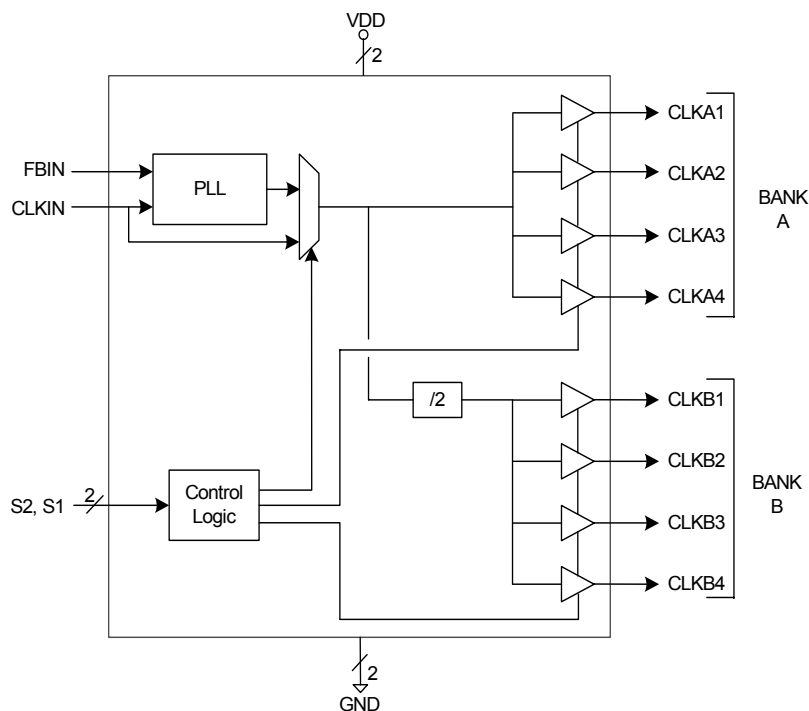 VDD
2
FBIN
CLKIN
PLL
CLKA1
CLKA2
CLKA3
CLKA4
BANK
A
/2
CLKB1
CLKB2
CLKB3
CLKB4
BANK
B
S2, S1
2
Control
Logic
2
GND